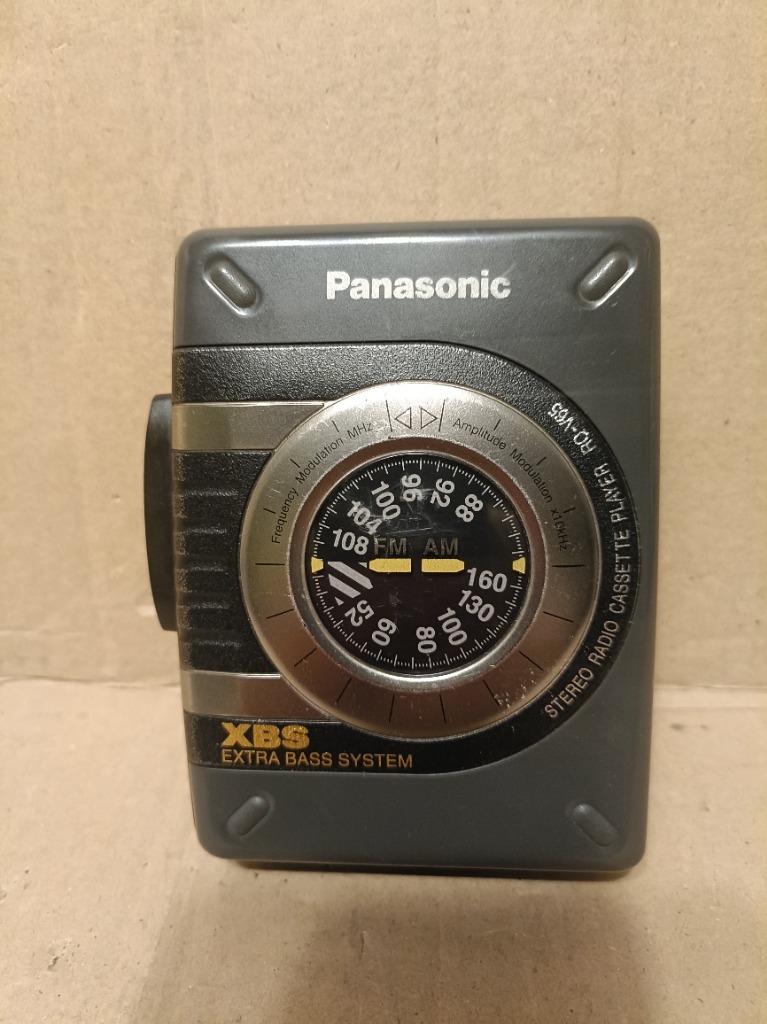 Panasonic
Frequency Modulation MHz
Amplitude Modulation x10kHz
STEREO RADIO CASSETTE PLAYER RQ-V65
108 104 100 96 92 88
FM AM
52 60 80 100 130 160
XBS
EXTRA BASS SYSTEM